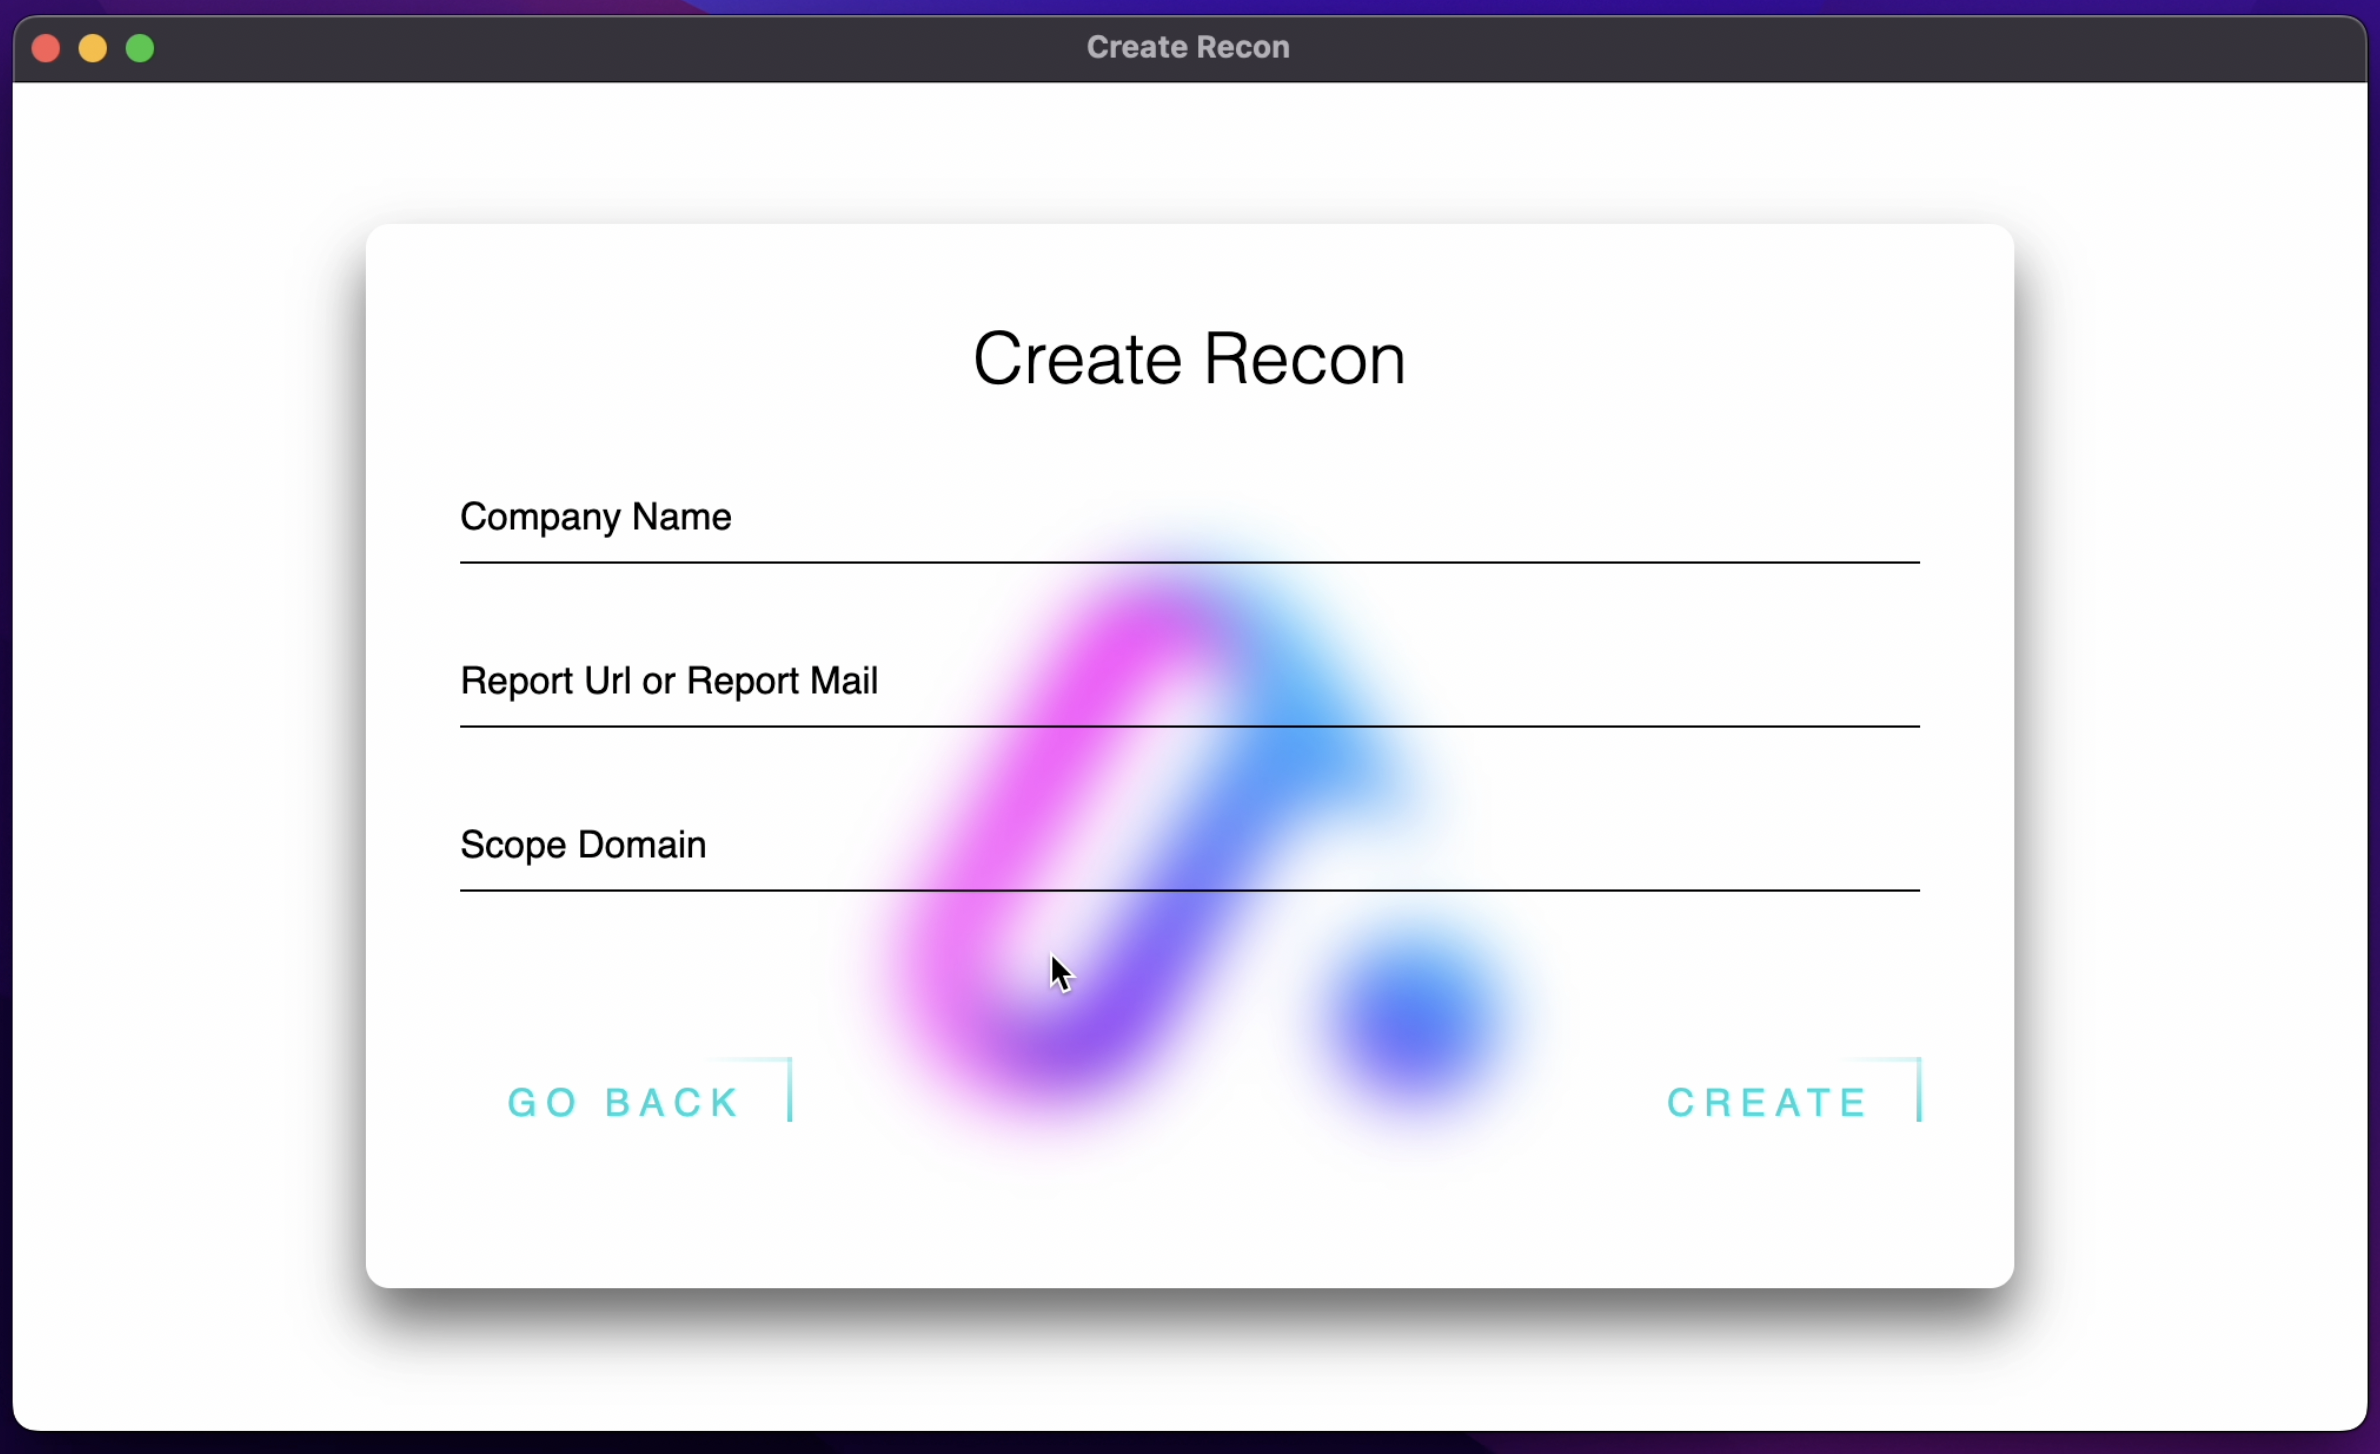 Create Recon
Create Recon
Company Name
Report Url or Report Mail
Scope Domain
GO BACK
CREATE